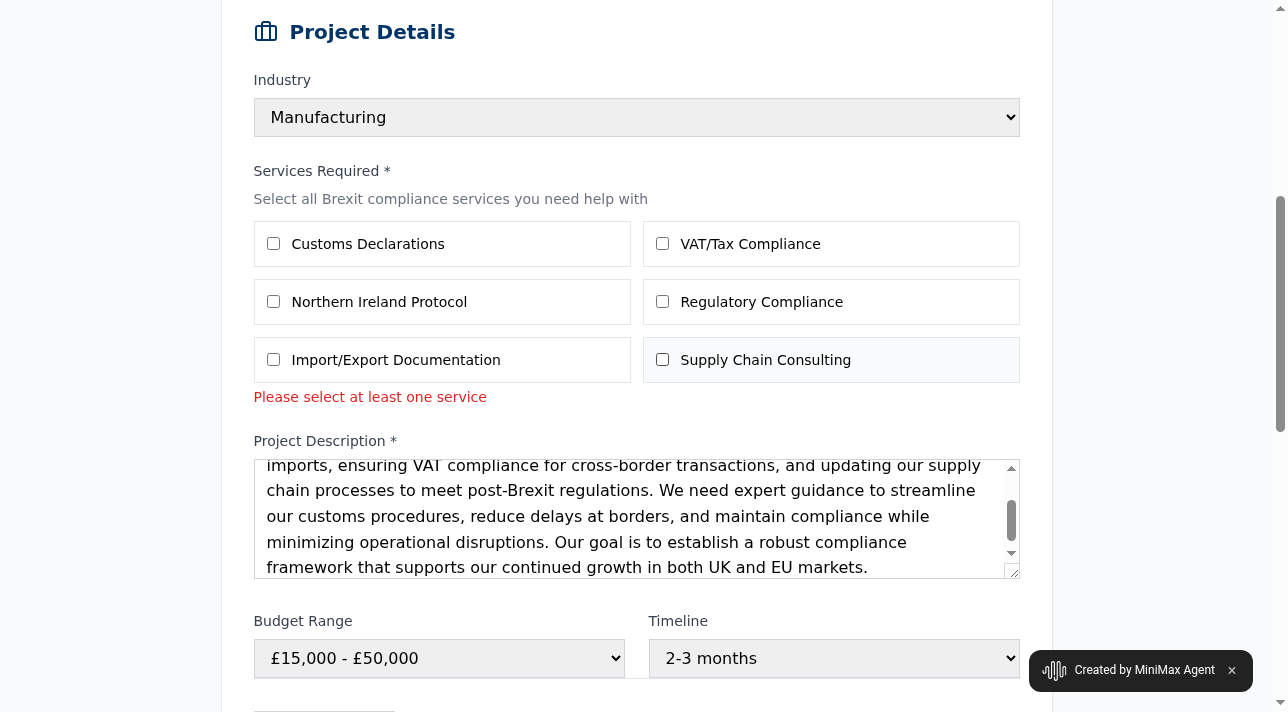 Project Details
Industry
Manufacturing
Services Required *
Select all Brexit compliance services you need help with
Customs Declarations
VAT/Tax Compliance
Northern Ireland Protocol
Regulatory Compliance
Import/Export Documentation
Supply Chain Consulting
Please select at least one service
Project Description *
imports, ensuring VAT compliance for cross-border transactions, and updating our supply
chain processes to meet post-Brexit regulations. We need expert guidance to streamline
our customs procedures, reduce delays at borders, and maintain compliance while
minimizing operational disruptions. Our goal is to establish a robust compliance
framework that supports our continued growth in both UK and EU markets.
Budget Range
Timeline
£15,000 - £50,000
2-3 months
Created by MiniMax Agent ×